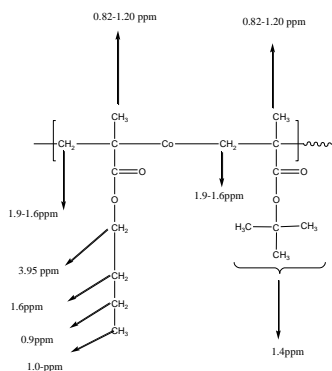 0.82-1.20 ppm
0.82-1.20 ppm
CH3
CH3
CH2
C
Co
CH2
C
C=O
C=O
1.9-1.6ppm
1.9-1.6ppm
O
O
CH2
H3C
C
CH3
3.95 ppm
CH3
CH2
1.6ppm
CH2
0.9ppm
CH3
1.0-ppm
1.4ppm